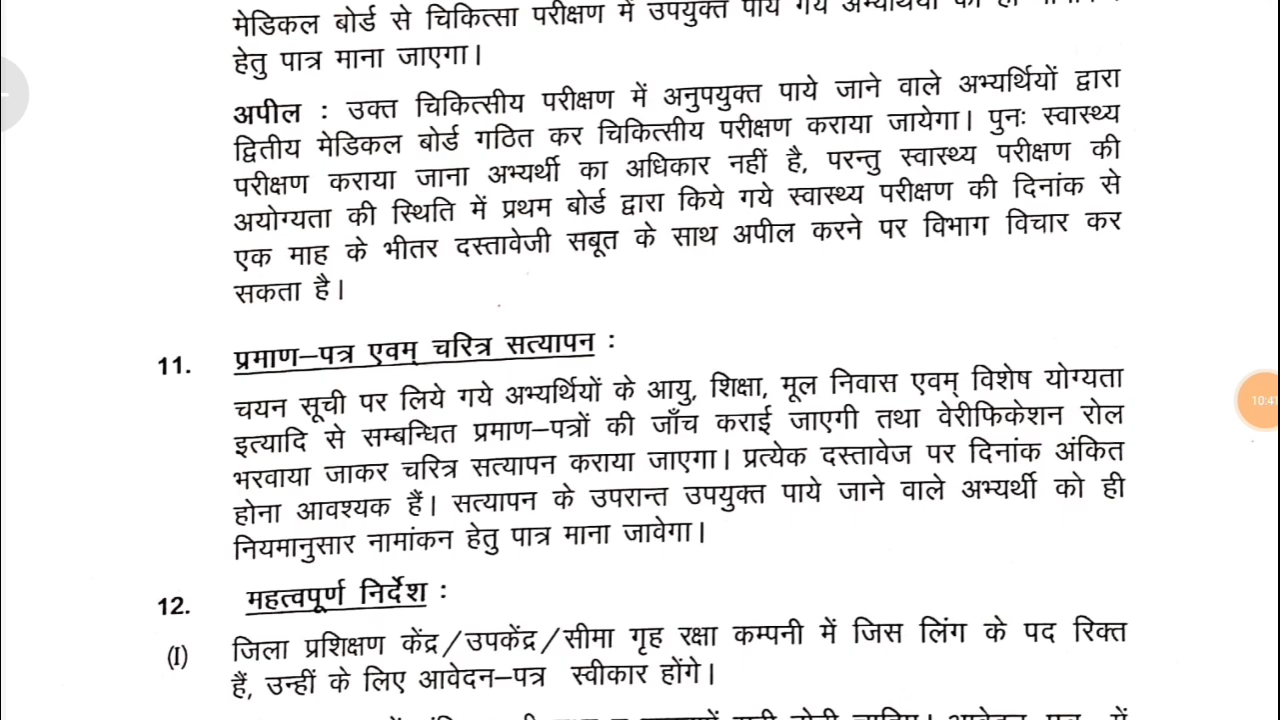 मेडिकल बोर्ड से चिकित्सा परीक्षण में उपयुक्त पाये गये अभ्यर्थियों को ही
हेतु पात्र माना जाएगा।
अपील : उक्त चिकित्सीय परीक्षण में अनुपयुक्त पाये जाने वाले अभ्यर्थियों द्वारा
द्वितीय मेडिकल बोर्ड गठित कर चिकित्सीय परीक्षण कराया जायेगा। पुनः स्वास्थ्य
परीक्षण कराया जाना अभ्यर्थी का अधिकार नहीं है, परन्तु स्वास्थ्य परीक्षण की
अयोग्यता की स्थिति में प्रथम बोर्ड द्वारा किये गये स्वास्थ्य परीक्षण की दिनांक से
एक माह के भीतर दस्तावेजी सबूत के साथ अपील करने पर विभाग विचार कर
सकता है।
11. प्रमाण–पत्र एवम् चरित्र सत्यापन :
चयन सूची पर लिये गये अभ्यर्थियों के आयु, शिक्षा, मूल निवास एवम् विशेष योग्यता
इत्यादि से सम्बन्धित प्रमाण–पत्रों की जाँच कराई जाएगी तथा वेरीफिकेशन रोल
भरवाया जाकर चरित्र सत्यापन कराया जाएगा। प्रत्येक दस्तावेज पर दिनांक अंकित
होना आवश्यक हैं। सत्यापन के उपरान्त उपयुक्त पाये जाने वाले अभ्यर्थी को ही
नियमानुसार नामांकन हेतु पात्र माना जावेगा।
12. महत्वपूर्ण निर्देश :
(I) जिला प्रशिक्षण केंद्र/उपकेंद्र/सीमा गृह रक्षा कम्पनी में जिस लिंग के पद रिक्त
हैं, उन्हीं के लिए आवेदन–पत्र स्वीकार होंगे।